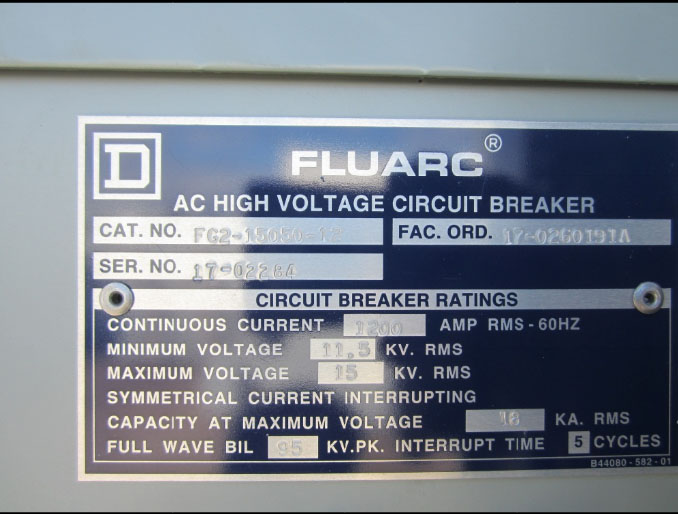 D FLUARC®
AC HIGH VOLTAGE CIRCUIT BREAKER
CAT. NO. FG2-15050-12 FAC. ORD. 17-0260191A
SER. NO. 17-02264
CIRCUIT BREAKER RATINGS
CONTINUOUS CURRENT 1200 AMP RMS - 60HZ
MINIMUM VOLTAGE 11.5 KV. RMS
MAXIMUM VOLTAGE 15 KV. RMS
SYMMETRICAL CURRENT INTERRUPTING
CAPACITY AT MAXIMUM VOLTAGE 18 KA. RMS
FULL WAVE BIL 95 KV.PK. INTERRUPT TIME 5 CYCLES
B44080 - 582 - 01